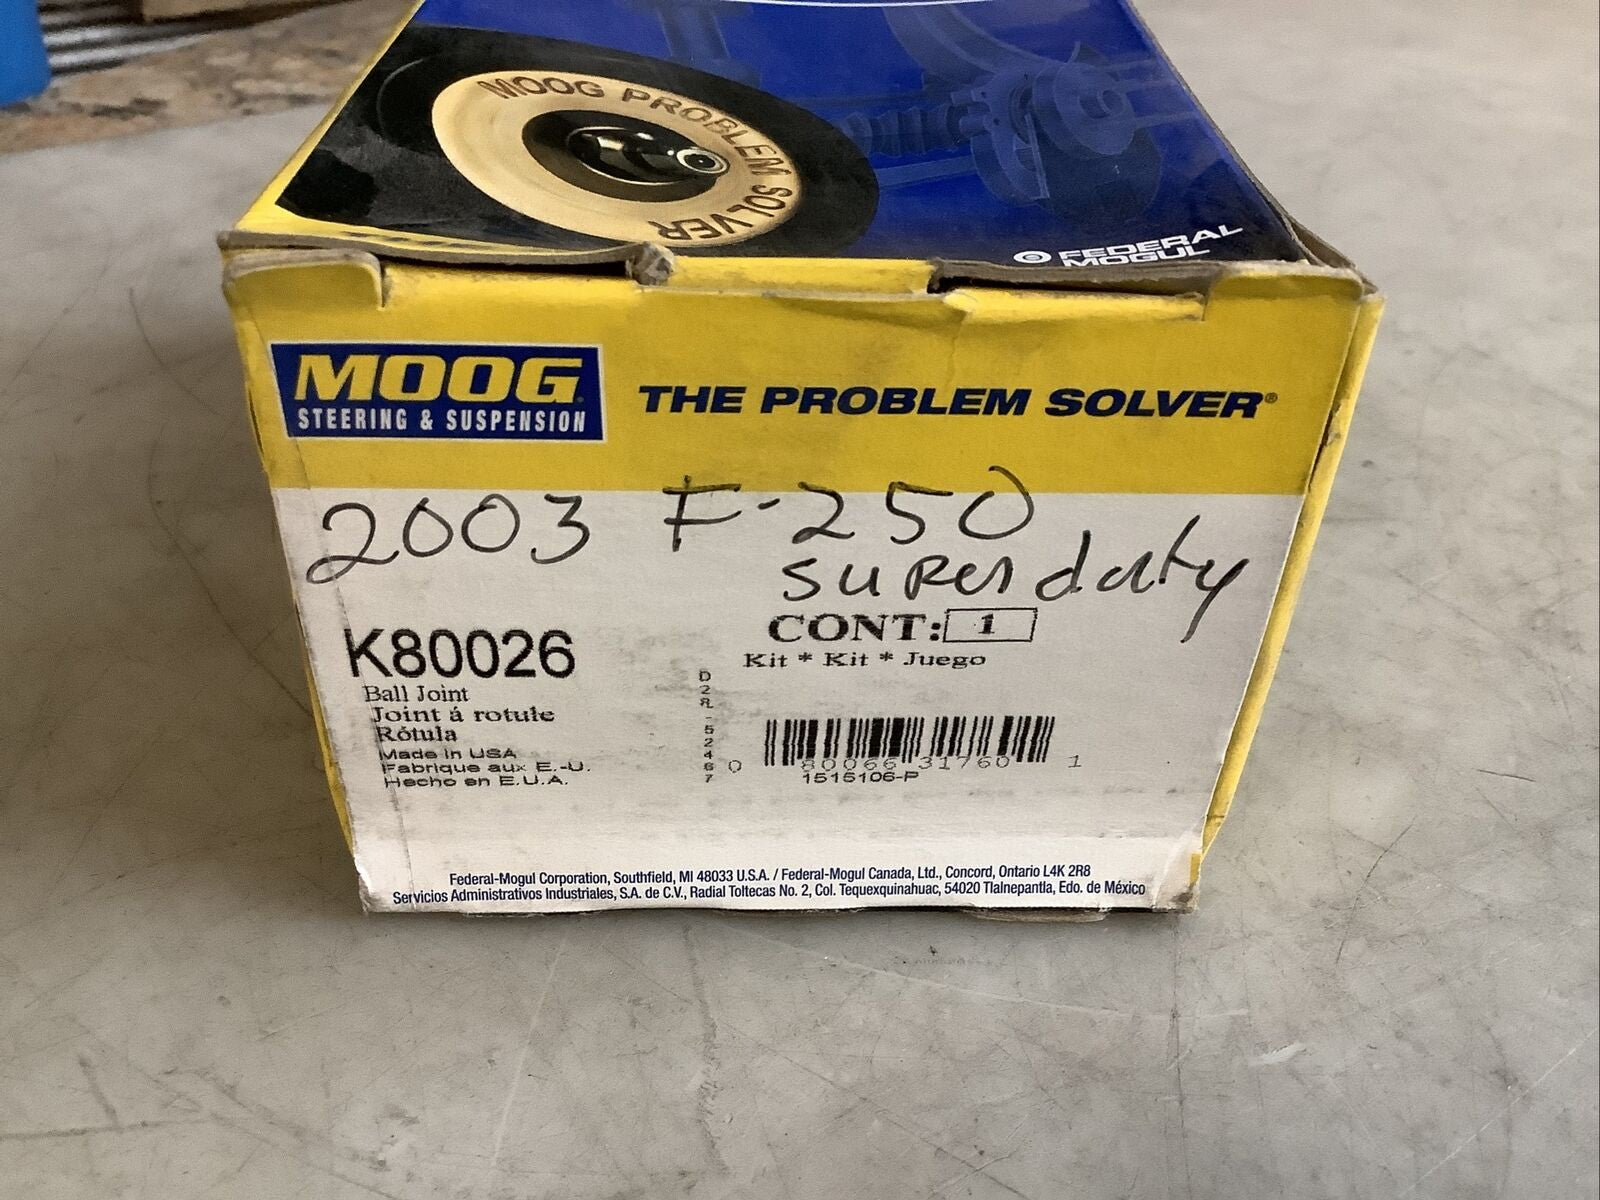 MOOG PROBLEM SOLVER
FEDERAL
MOGUL
MOOG
STEERING & SUSPENSION
THE PROBLEM SOLVER®
2003 F-250
super duty
K80026
CONT: 1
Kit * Kit * Juego
Ball Joint
Joint á rotule
Rótula
Made in USA
Fabrique aux E.-U.
Hecho en E.U.A.
0 80066 31760 1
1515106-P
Federal-Mogul Corporation, Southfield, MI 48033 U.S.A. / Federal-Mogul Canada, Ltd., Concord, Ontario L4K 2R8
Servicios Administrativos Industriales, S.A. de C.V., Radial Toltecas No. 2, Col. Tequexquinahuac, 54020 Tlalnepantla, Edo. de México